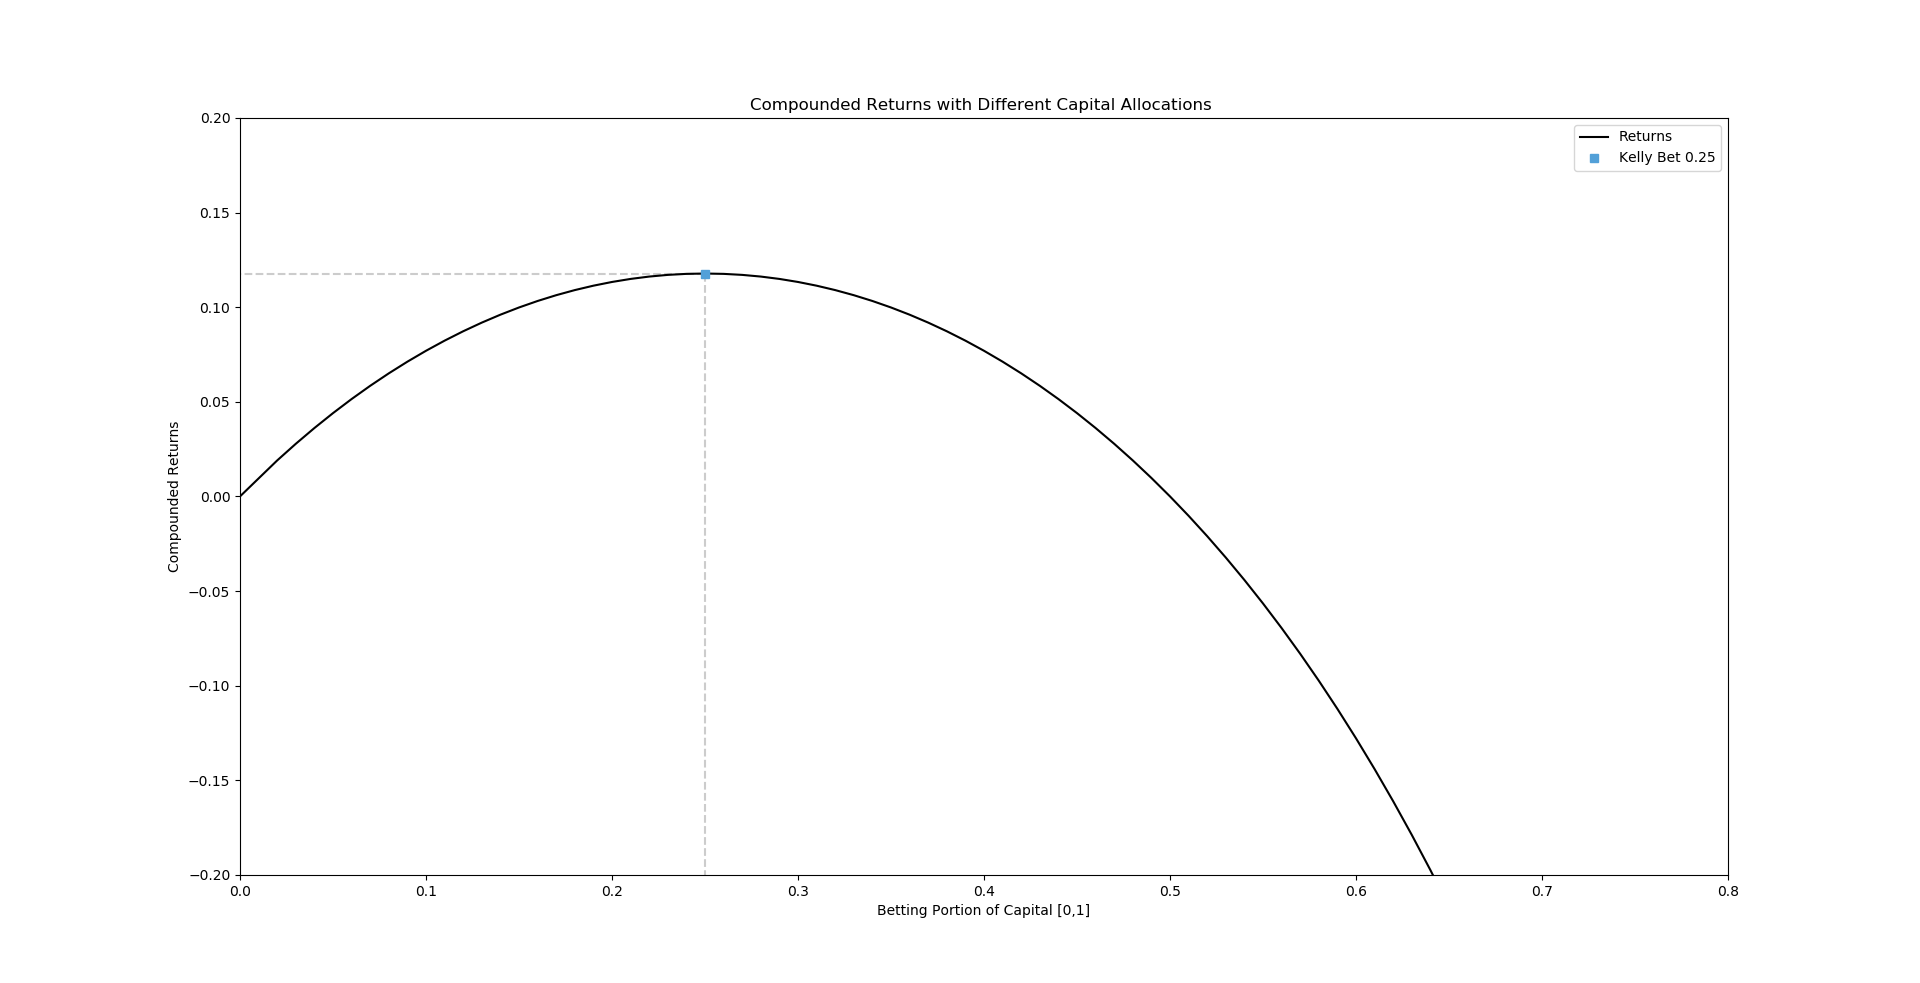 Compounded Returns with Different Capital Allocations
Returns
Kelly Bet 0.25
0.20
0.15
0.10
0.05
0.00
−0.05
−0.10
−0.15
−0.20
Compounded Returns
0.0 0.1 0.2 0.3 0.4 0.5 0.6 0.7 0.8
Betting Portion of Capital [0,1]